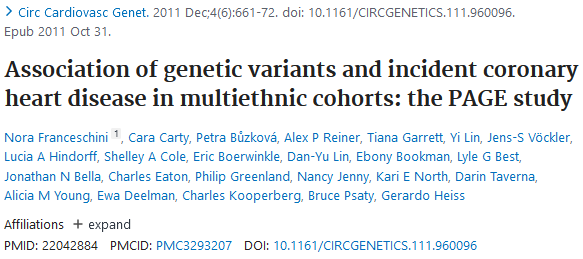 > Circ Cardiovasc Genet. 2011 Dec;4(6):661-72. doi: 10.1161/CIRCGENETICS.111.960096.
Epub 2011 Oct 31.
Association of genetic variants and incident coronary
heart disease in multiethnic cohorts: the PAGE study
Nora Franceschini 1, Cara Carty, Petra Bůzková, Alex P Reiner, Tiana Garrett, Yi Lin, Jens-S Vöckler,
Lucia A Hindorff, Shelley A Cole, Eric Boerwinkle, Dan-Yu Lin, Ebony Bookman, Lyle G Best,
Jonathan N Bella, Charles Eaton, Philip Greenland, Nancy Jenny, Kari E North, Darin Taverna,
Alicia M Young, Ewa Deelman, Charles Kooperberg, Bruce Psaty, Gerardo Heiss
Affiliations + expand
PMID: 22042884 PMCID: PMC3293207 DOI: 10.1161/CIRCGENETICS.111.960096